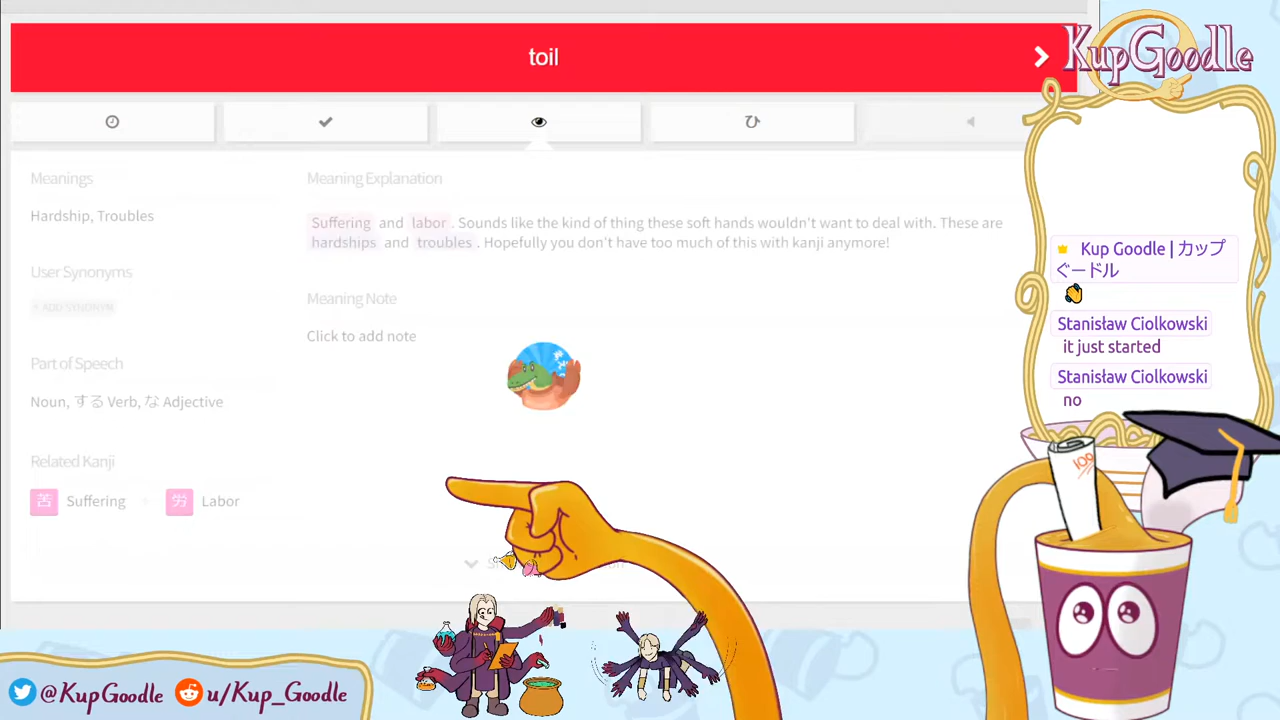 toil
KupGoodle
ひ
Meanings
Hardship, Troubles
User Synonyms
+ ADD SYNONYM
Part of Speech
Noun, する Verb, な Adjective
Related Kanji
苦 Suffering + 労 Labor
Meaning Explanation
Suffering and labor . Sounds like the kind of thing these soft hands wouldn't want to deal with. These are
hardships and troubles . Hopefully you don't have too much of this with kanji anymore!
Meaning Note
Click to add note
Kup Goodle | カップ
ぐードル
Stanisław Ciolkowski
it just started
Stanisław Ciolkowski
no
100
@KupGoodle u/Kup_Goodle